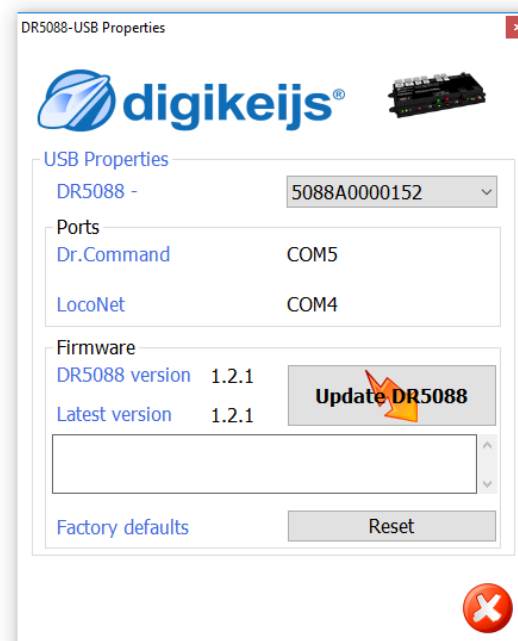 DR5088-USB Properties
digikeijs®
USB Properties
DR5088 - 5088A0000152
Ports
Dr.Command COM5
LocoNet COM4
Firmware
DR5088 version 1.2.1
Update DR5088
Latest version 1.2.1
Factory defaults Reset